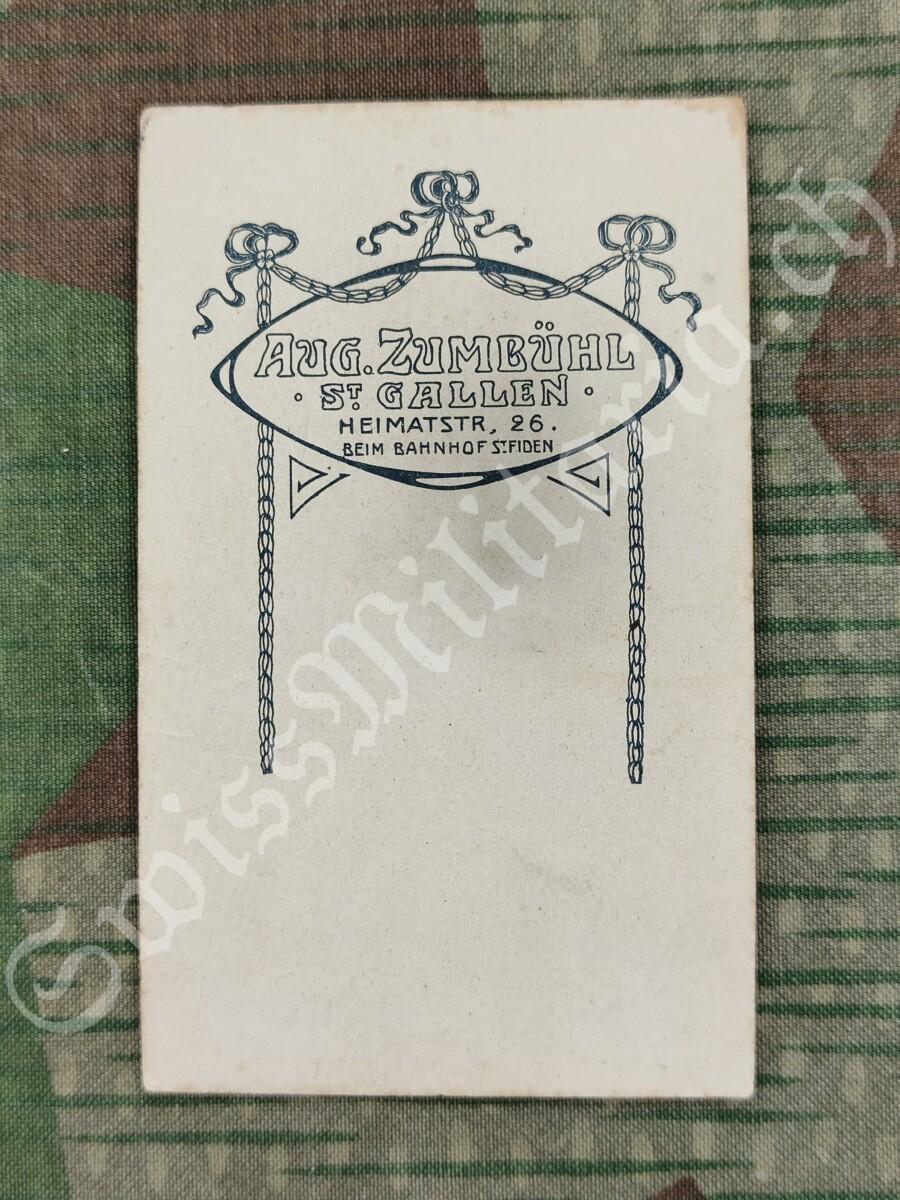 AUG. ZUMBÜHL
· ST. GALLEN ·
HEIMATSTR, 26.
BEIM BAHNHOF ST. FIDEN
SwissMilitaria.ch